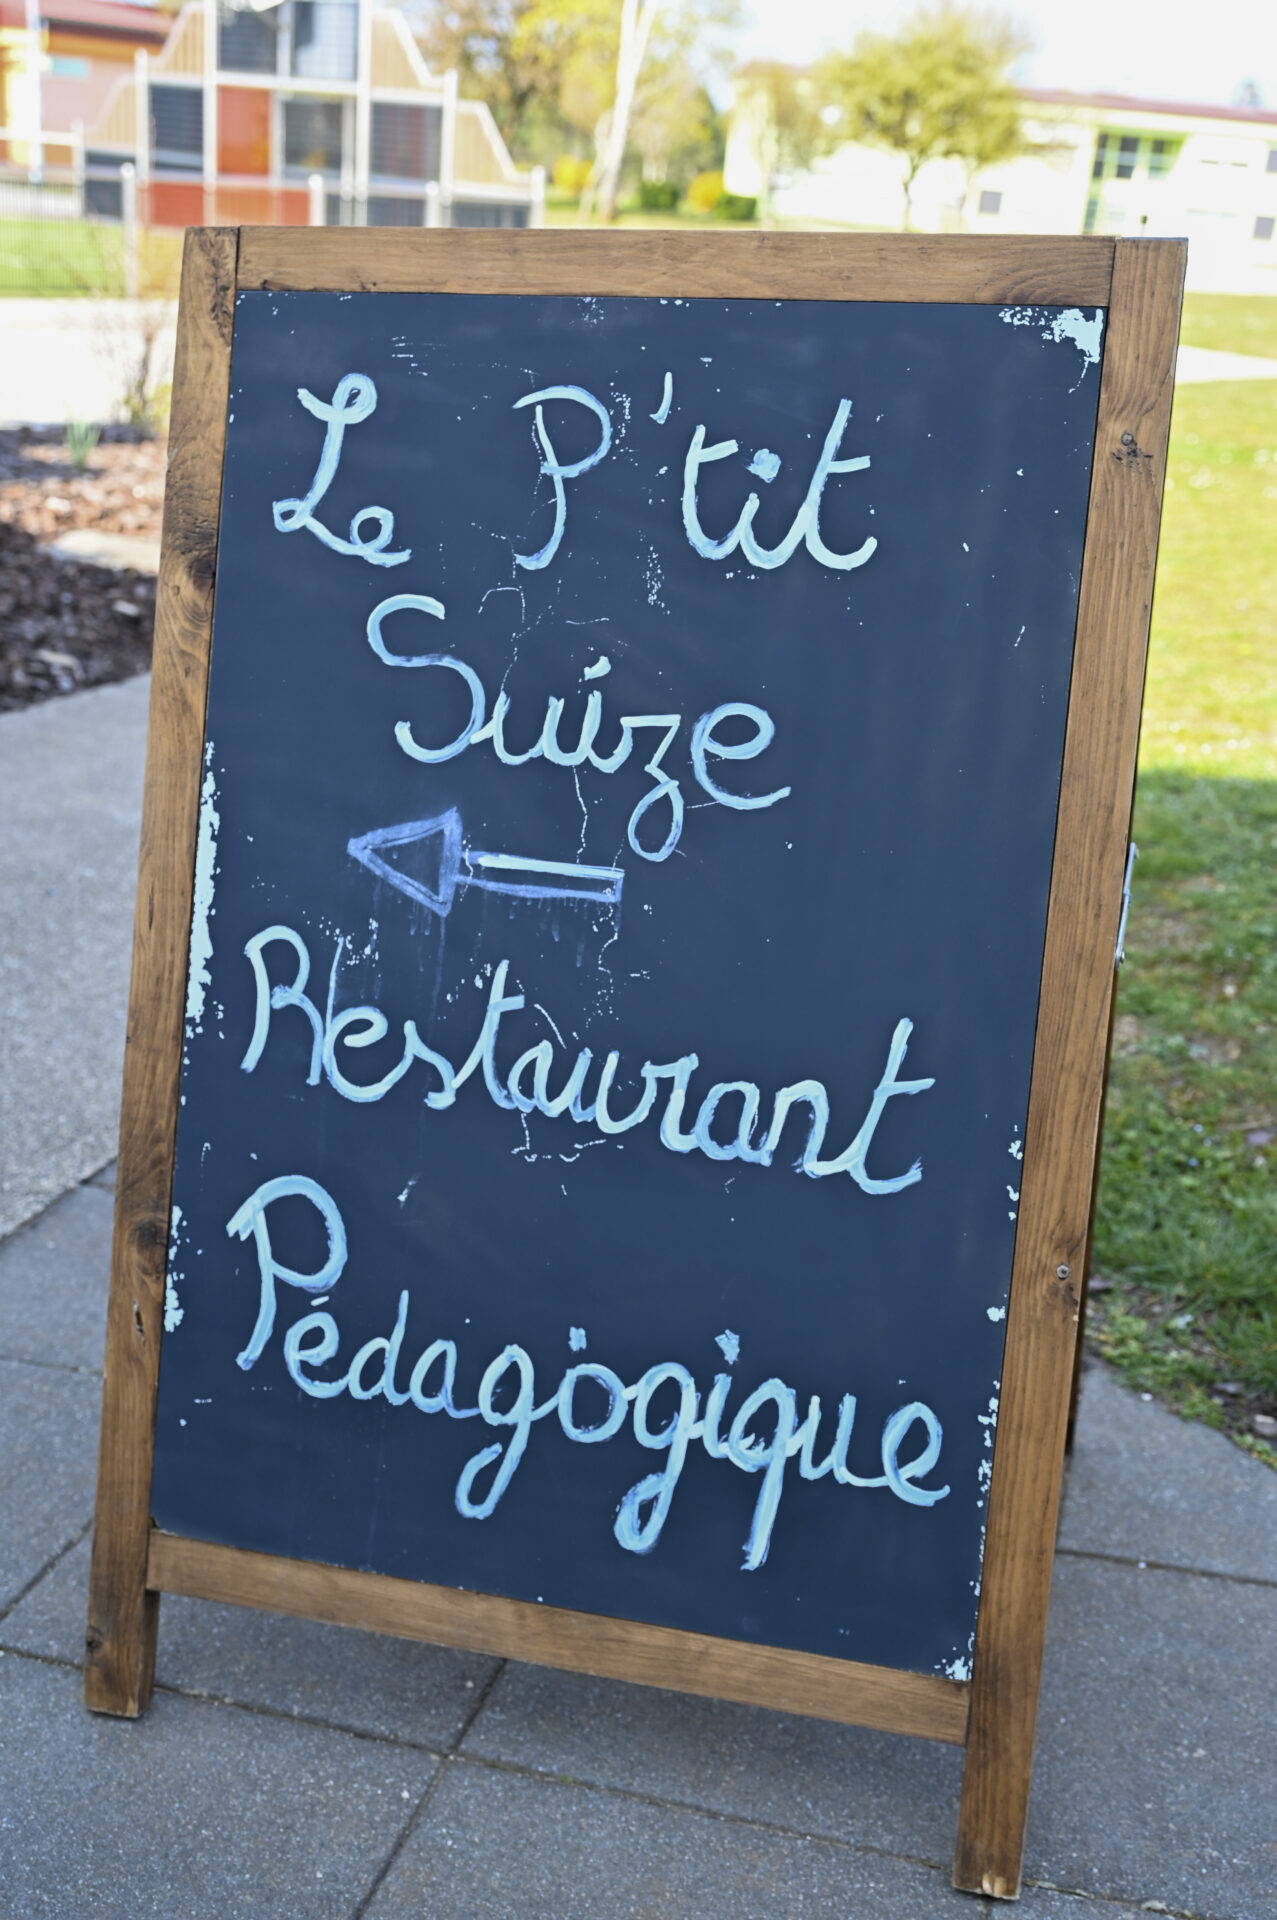 Le P'tit
Suize
Restaurant
Pédagogique